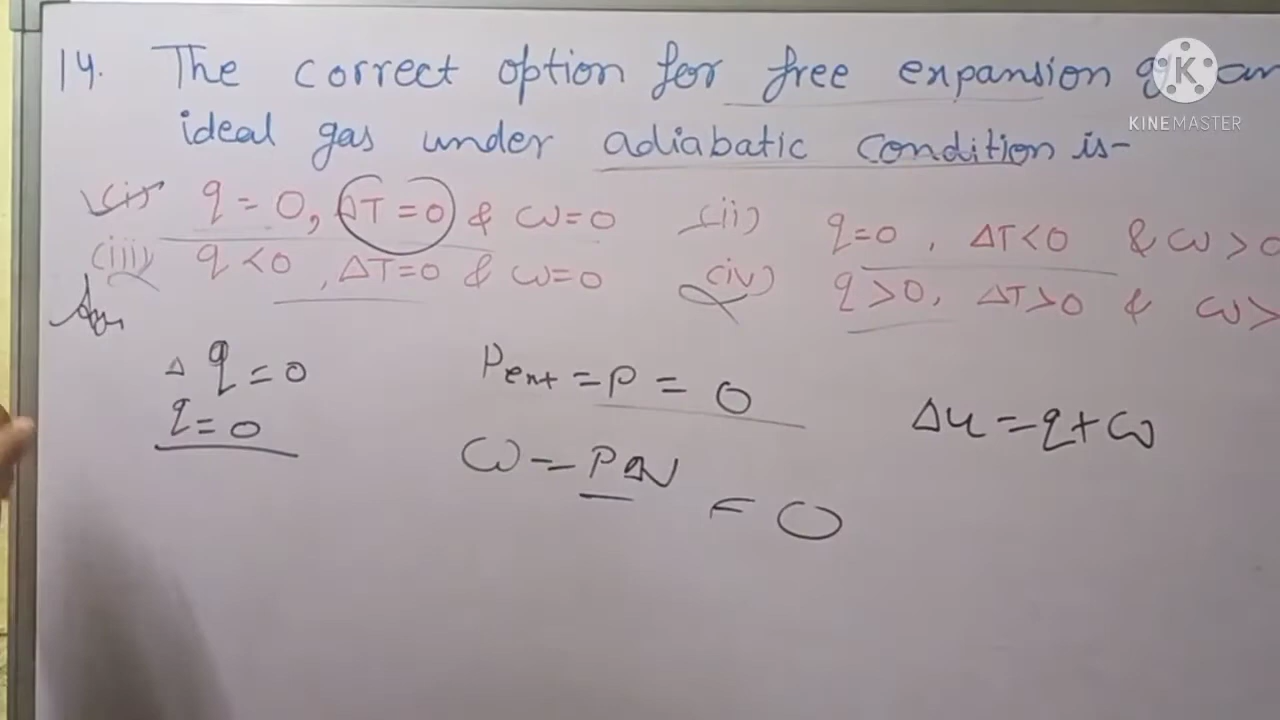 14. The correct option for free expansion
KINEMASTER
ideal gas under adiabatic condition is-
(i) q = 0, ΔT = 0 & ω = 0 (ii) q = 0, ΔT < 0 & ω > 0
(iii) q < 0, ΔT = 0 & ω = 0 (iv) q > 0, ΔT > 0 & ω >
Ans
Δ q = 0 Pext = P = 0 Δu = q + ω
q = 0 ω = PΔV = 0